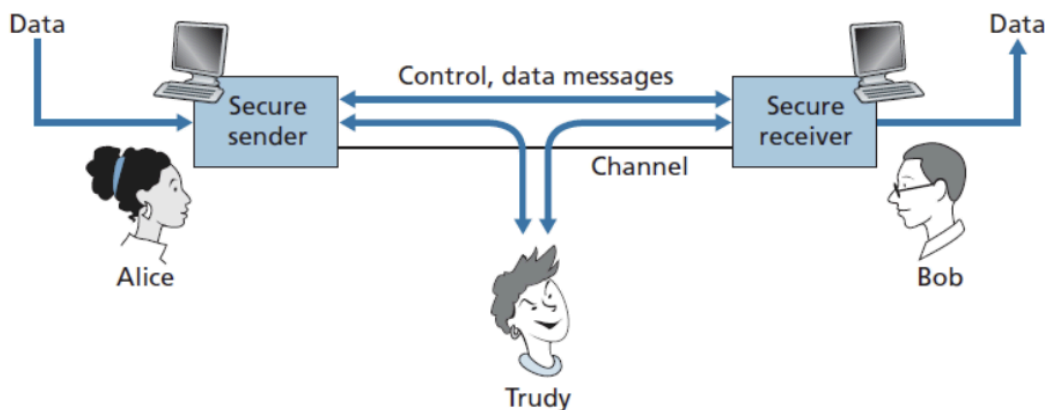 Data
Data
Control, data messages
Secure
sender
Secure
receiver
Channel
Alice
Bob
Trudy